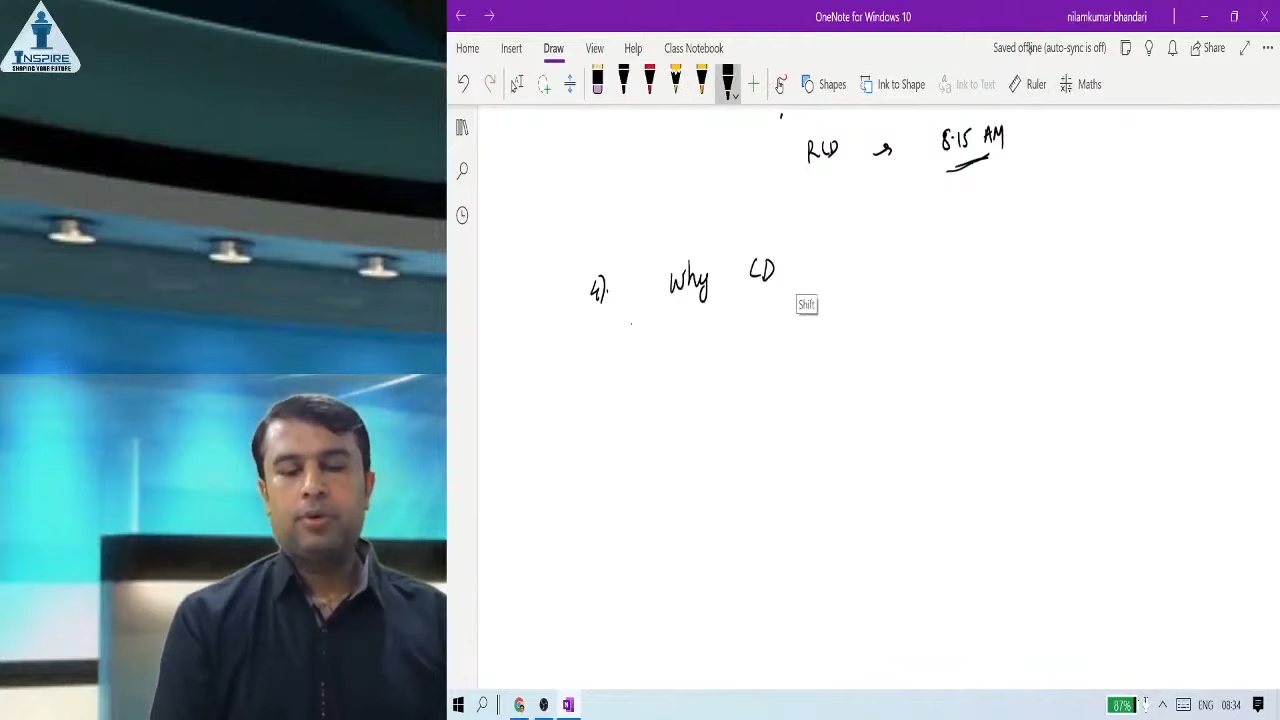 INSPIRE
SHAPING YOUR FUTURE
OneNote for Windows 10
nilamkumar bhandari
Home Insert Draw View Help Class Notebook
Saved offline (auto-sync is off)
Share
Shapes Ink to Shape Ink to Text Ruler Maths
RCD → 8.15 AM
4). Why CD
Shift
87% ENG 08:34